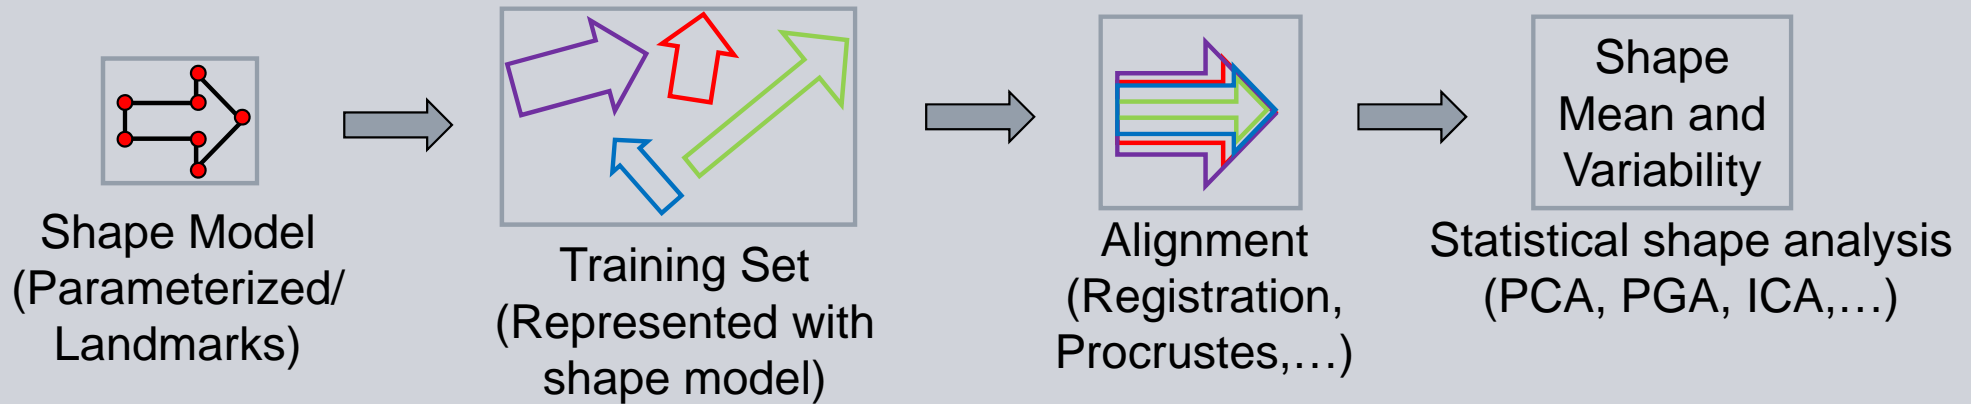 Shape Model
(Parameterized/
Landmarks)
Training Set
(Represented with
shape model)
Alignment
(Registration,
Procrustes,...)
Shape
Mean and
Variability
Statistical shape analysis
(PCA, PGA, ICA,...)